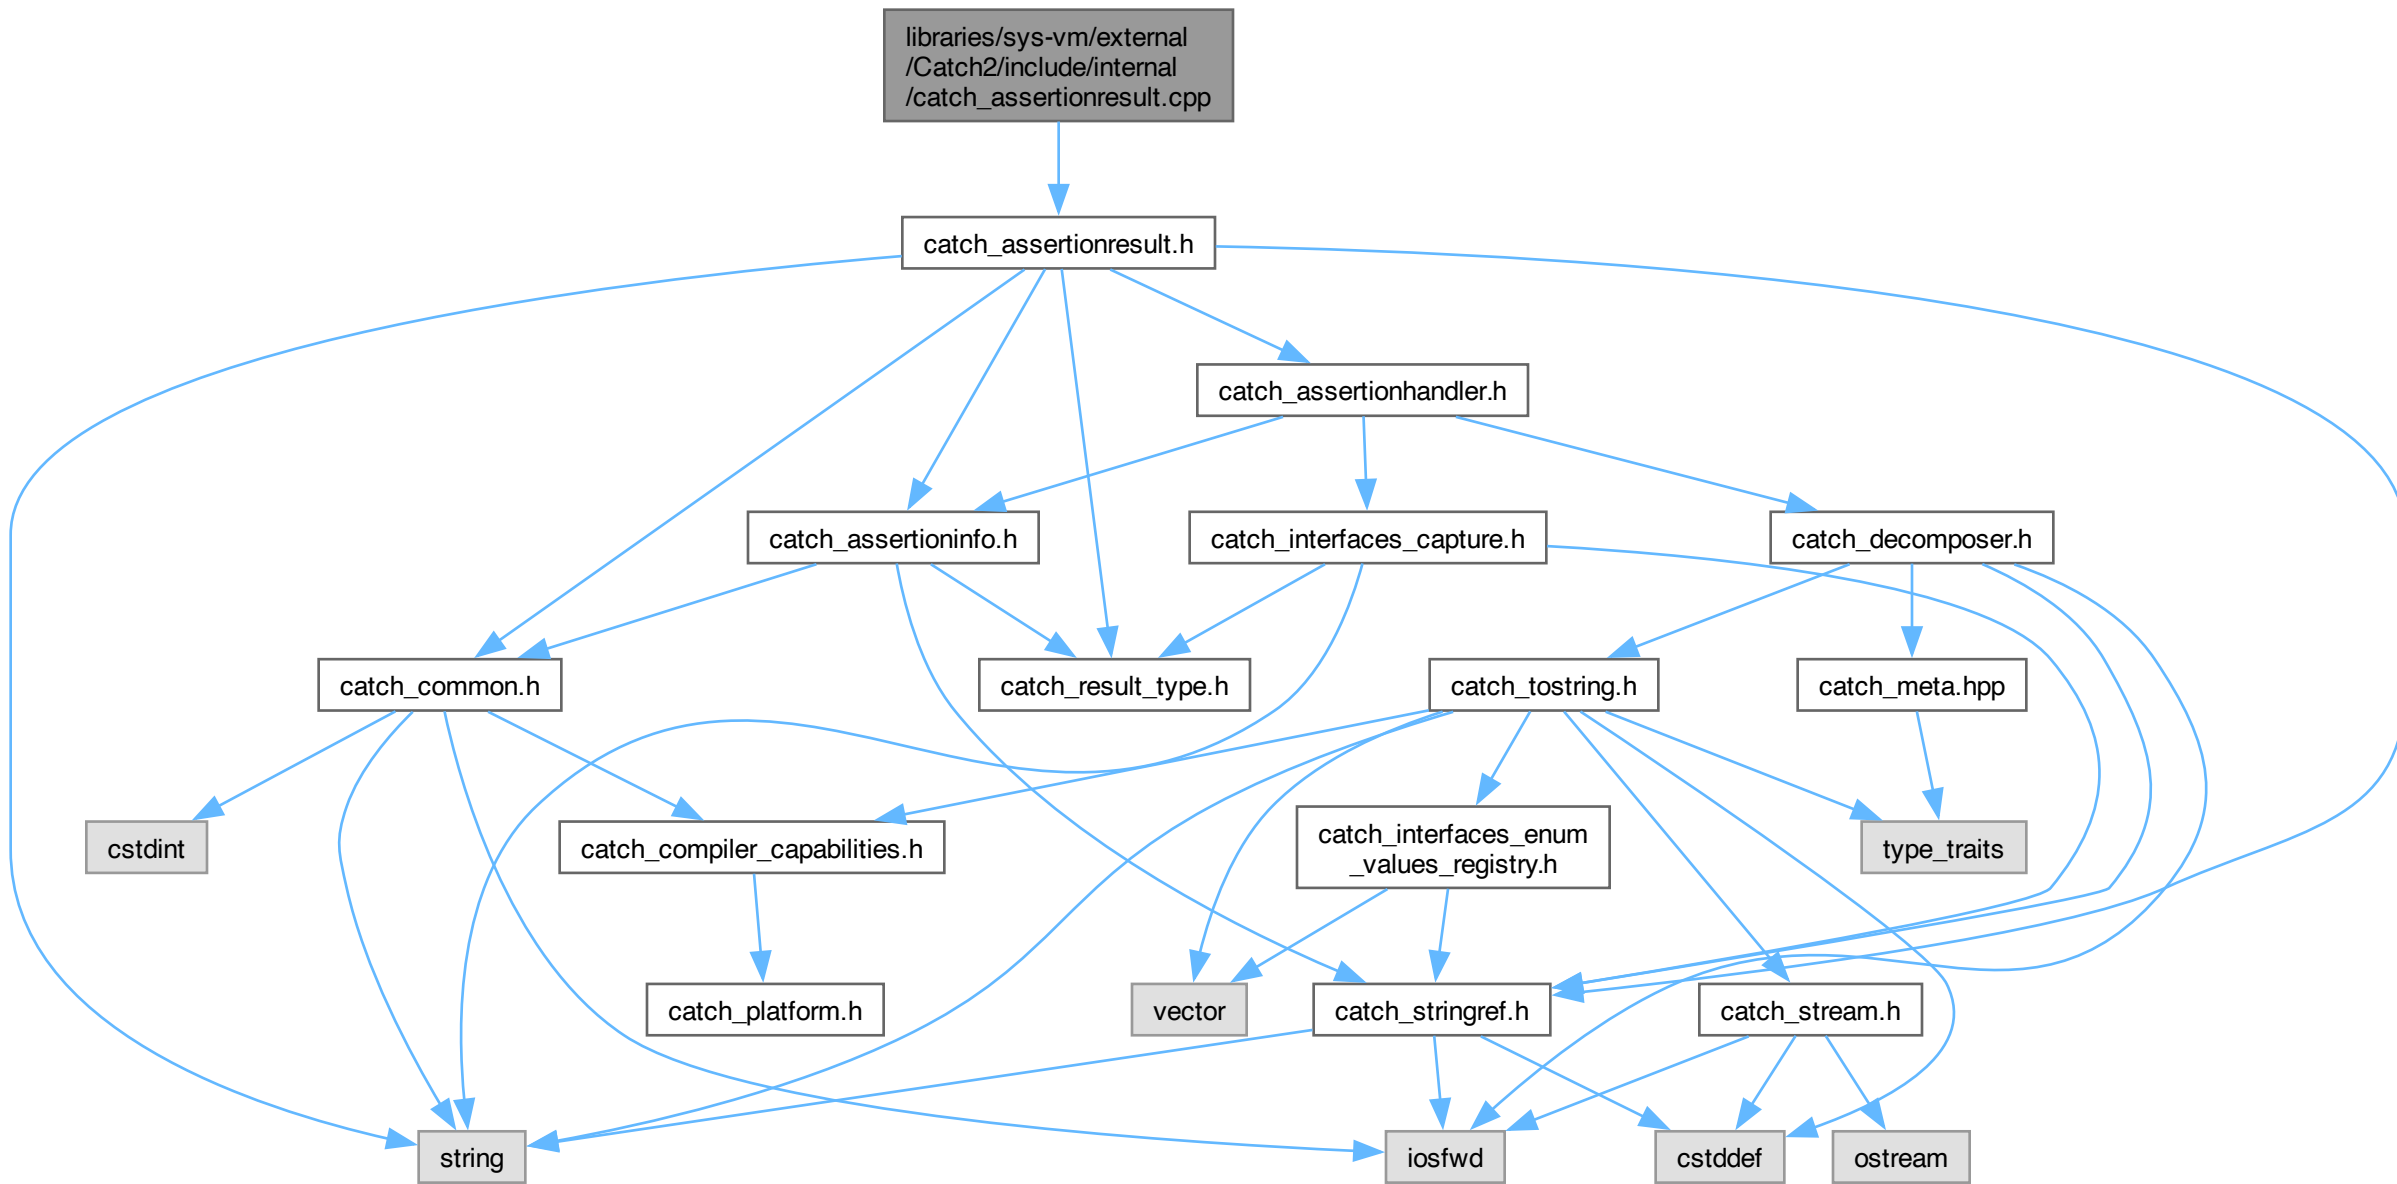 libraries/sys-vm/external
/Catch2/include/internal
/catch_assertionresult.cpp
catch_assertionresult.h
catch_assertionhandler.h
catch_assertioninfo.h
catch_interfaces_capture.h
catch_decomposer.h
catch_common.h
catch_result_type.h
catch_tostring.h
catch_meta.hpp
cstdint
catch_compiler_capabilities.h
catch_interfaces_enum
_values_registry.h
type_traits
catch_platform.h
vector
catch_stringref.h
catch_stream.h
string
iosfwd
cstddef
ostream